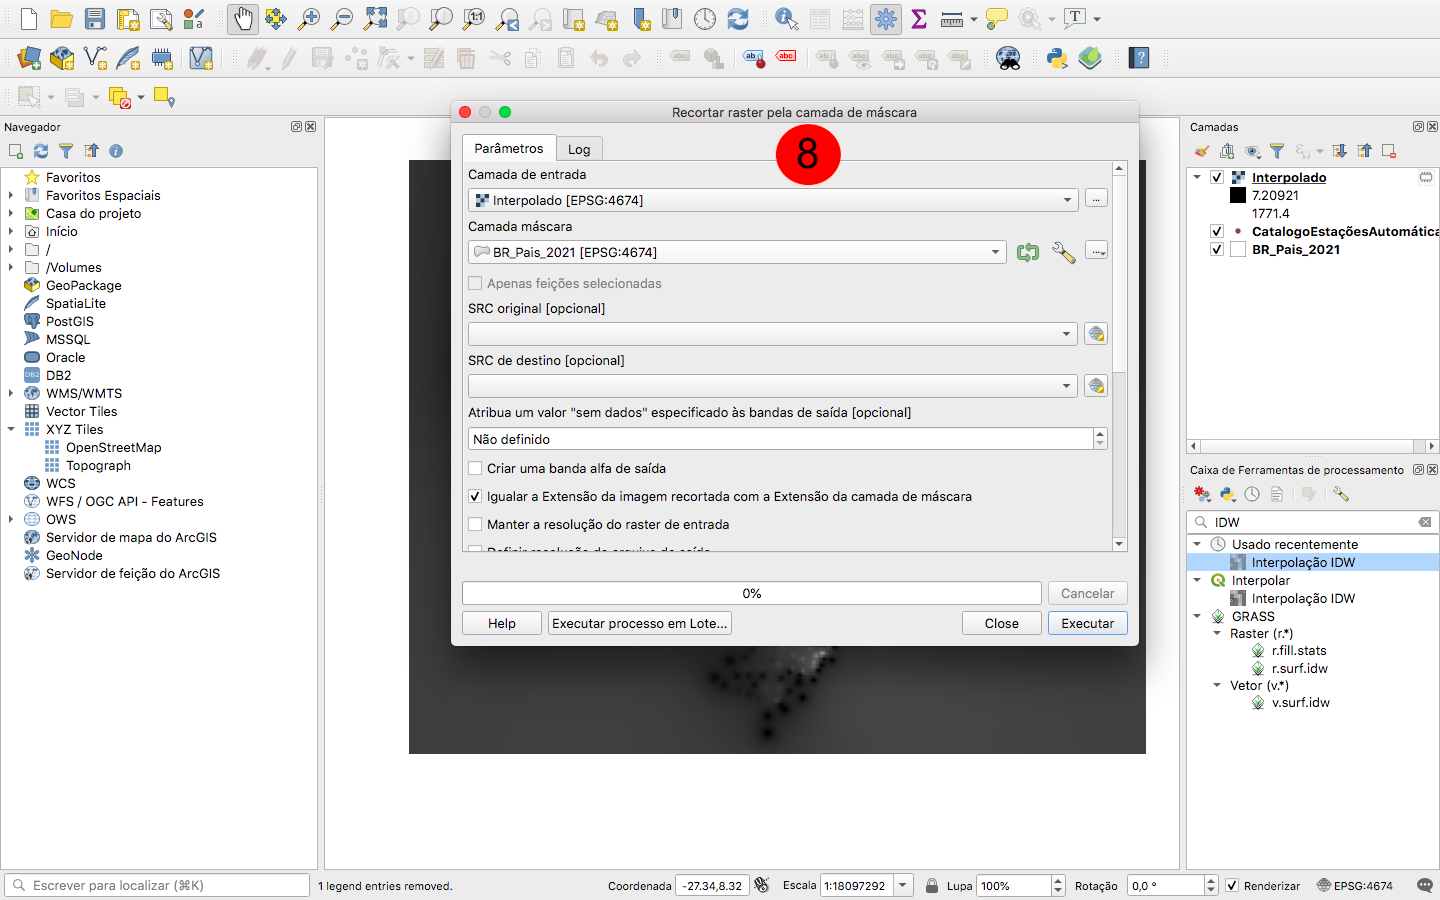 Recortar raster pela camada de máscara
8
Parâmetros
Log
Camada de entrada
Interpolado [EPSG:4674]
...
Camada máscara
BR_Pais_2021 [EPSG:4674]
...
Apenas feições selecionadas
SRC original [opcional]
SRC de destino [opcional]
Atribua um valor "sem dados" especificado às bandas de saída [opcional]
Não definido
Criar uma banda alfa de saída
Igualar a Extensão da imagem recortada com a Extensão da camada de máscara
Manter a resolução do raster de entrada
0%
Cancelar
Help
Executar processo em Lote...
Close
Executar
Navegador
Favoritos
Favoritos Espaciais
Casa do projeto
Início
/
/Volumes
GeoPackage
SpatiaLite
PostGIS
MSSQL
Oracle
DB2
WMS/WMTS
Vector Tiles
XYZ Tiles
OpenStreetMap
Topograph
WCS
WFS / OGC API - Features
OWS
Servidor de mapa do ArcGIS
GeoNode
Servidor de feição do ArcGIS
Camadas
Interpolado
7.20921
1771.4
CatalogoEstaçõesAutomática
BR_Pais_2021
Caixa de Ferramentas de processamento
IDW
Usado recentemente
Interpolação IDW
Interpolar
Interpolação IDW
GRASS
Raster (r.*)
r.fill.stats
r.surf.idw
Vetor (v.*)
v.surf.idw
Escrever para localizar (⌘K)
1 legend entries removed.
Coordenada -27.34,8.32
Escala 1:18097292
Lupa 100%
Rotação 0,0 °
Renderizar
EPSG:4674